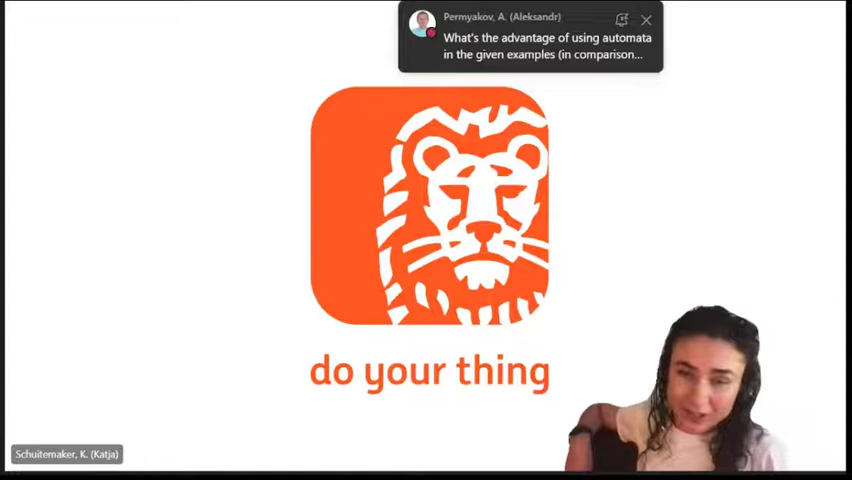 Permyakov, A. (Aleksandr)
What's the advantage of using automata
in the given examples (in comparison...
do your thing
Schuitemaker, K. (Katja)